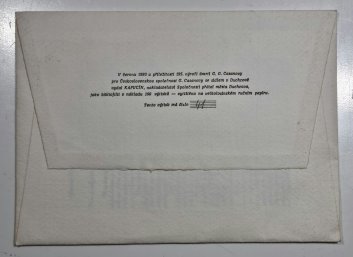 V červnu 1993 u příležitosti 195. výročí úmrtí G. G. Casanovy
pro Československou společnost G. Casanovy se sídlem v Duchcově
vydal KAPUCÍN, nakladatelství Společnosti přátel města Duchcova,
jako bibliofilii o nákladu 100 výtisků — vytištěno na velkolosinském ručním papíru.
Tento výtisk má číslo